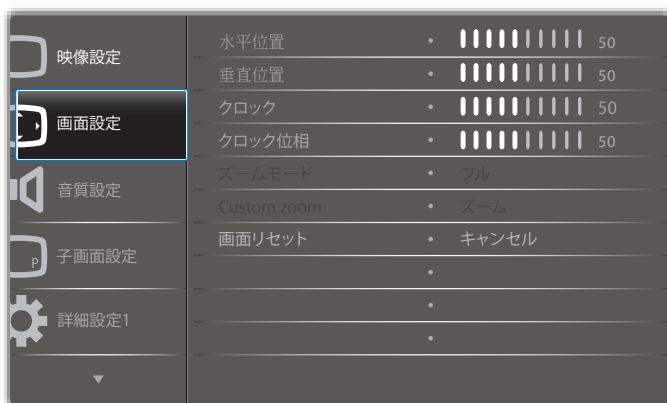 映像設定
画面設定
音質設定
P
子画面設定
詳細設定1
水平位置 • 50
垂直位置 • 50
クロック • 50
クロック位相 • 50
ズームモード • フル
Custom zoom • ズーム
画面リセット • キャンセル